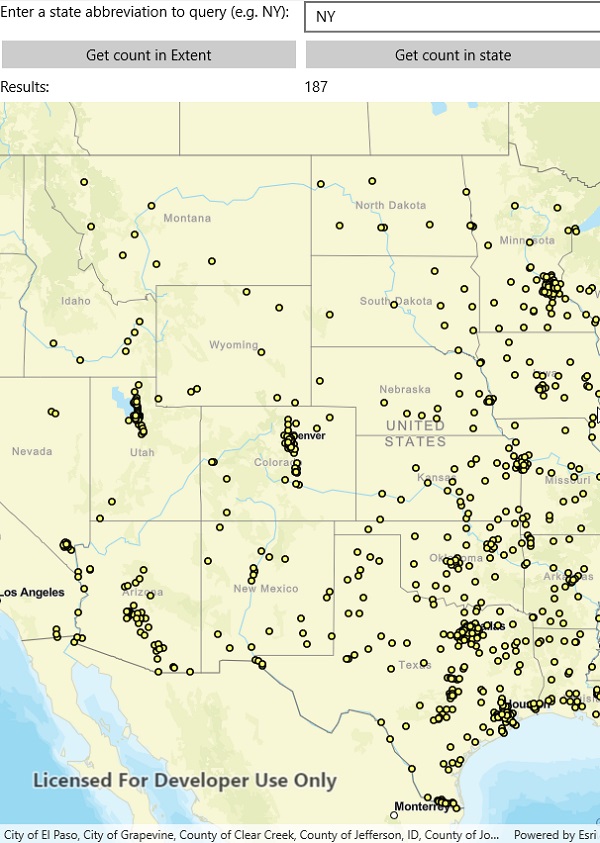 Enter a state abbreviation to query (e.g. NY):
NY
Get count in Extent
Get count in state
Results:
187
North Dakota
Montana
Minnesota
Idaho
South Dakota
Wyoming
Nebraska
UNITED
STATES
Denver
Nevada
Utah
Colorado
Kansas
Missouri
Oklahoma
Los Angeles
Arizona
New Mexico
Arkansas
Texas
Houston
Licensed For Developer Use Only
Monterrey
City of El Paso, City of Grapevine, County of Clear Creek, County of Jefferson, ID, County of Jo...
Powered by Esri